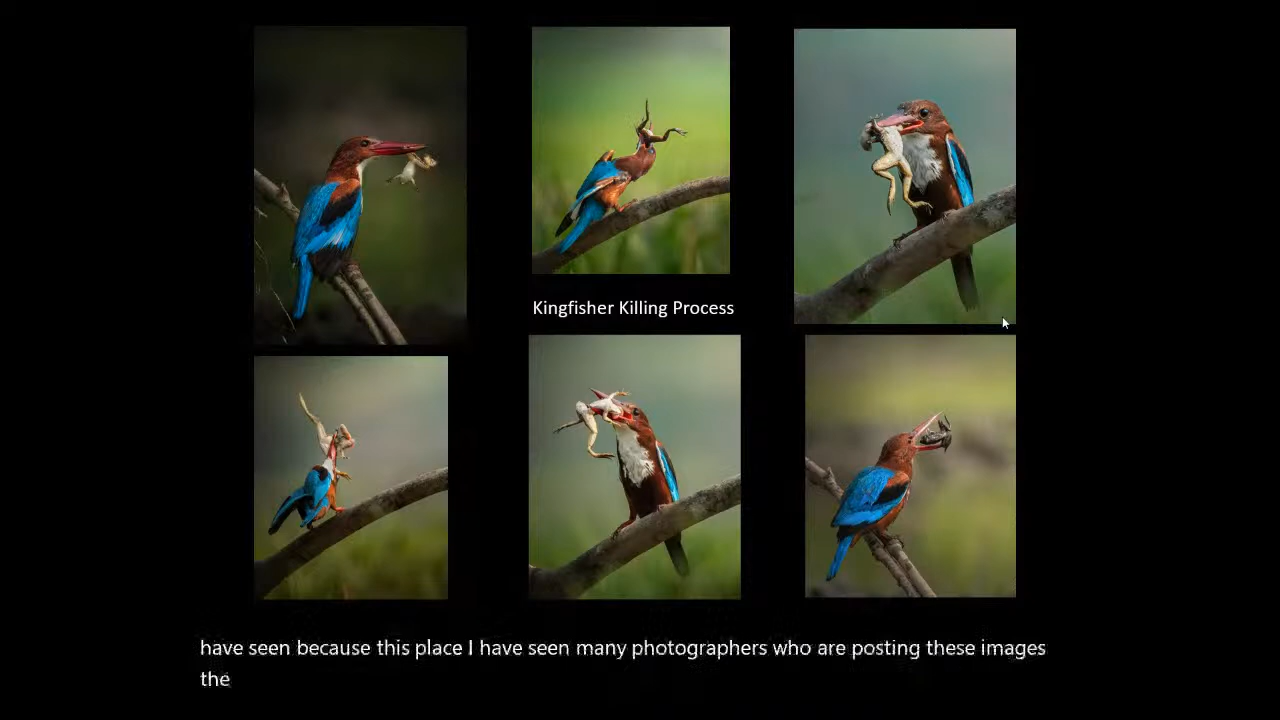 Kingfisher Killing Process
have seen because this place I have seen many photographers who are posting these images
the